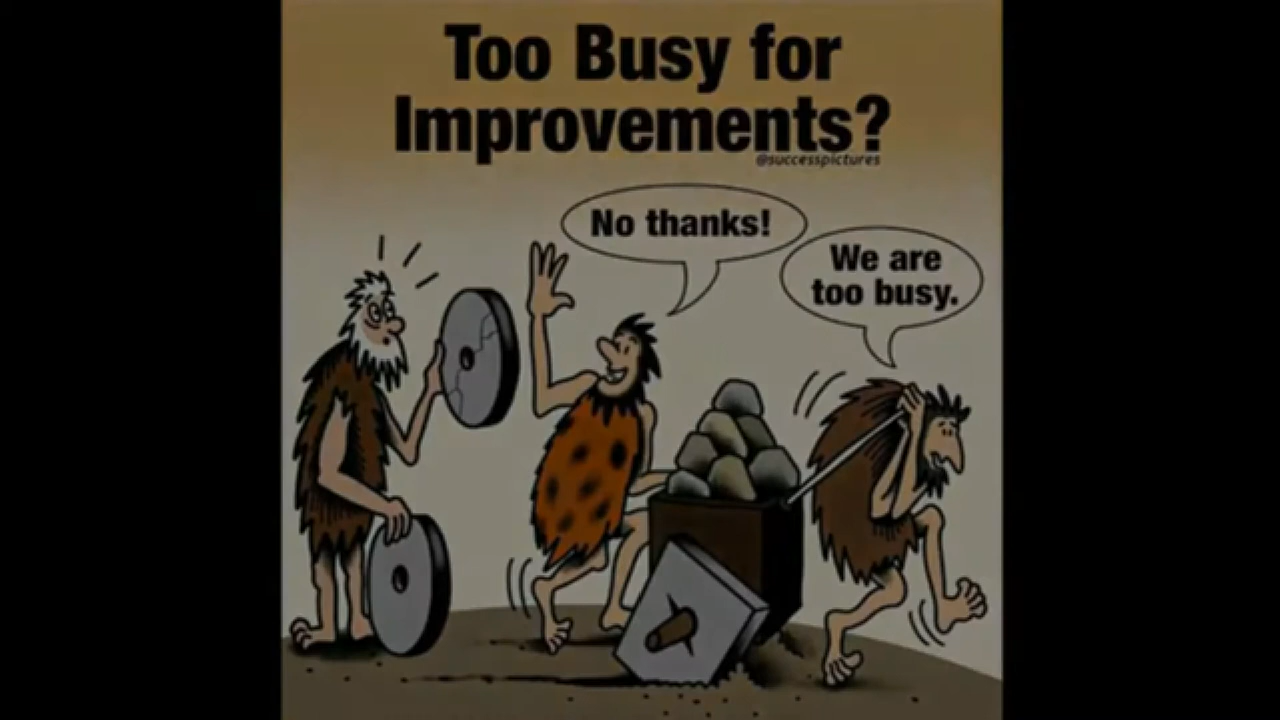 Too Busy for
Improvements?
@successpictures
No thanks!
We are
too busy.